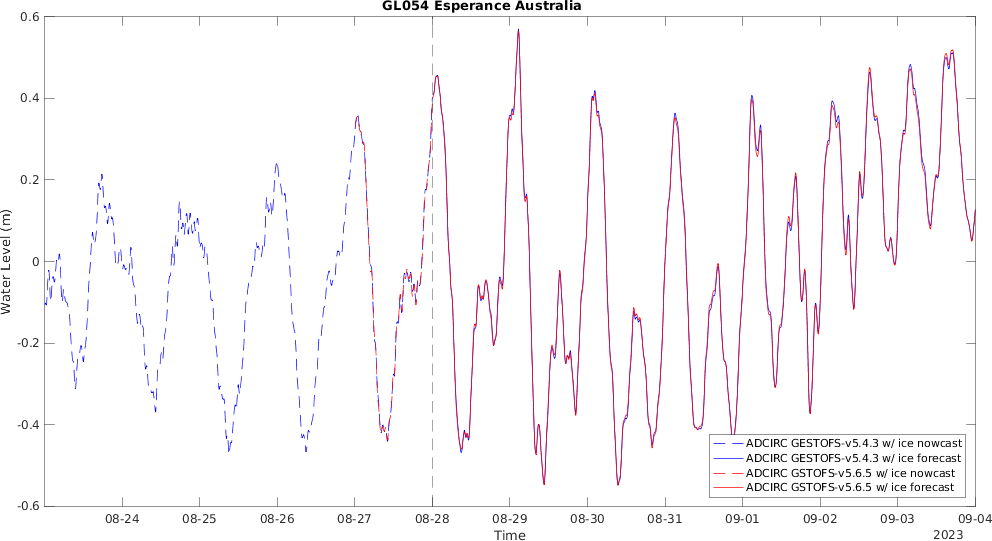 GL054 Esperance Australia
Water Level (m)
0.6
0.4
0.2
0
-0.2
-0.4
-0.6
ADCIRC GESTOFS-v5.4.3 w/ ice nowcast
ADCIRC GESTOFS-v5.4.3 w/ ice forecast
ADCIRC GSTOFS-v5.6.5 w/ ice nowcast
ADCIRC GSTOFS-v5.6.5 w/ ice forecast
08-24 08-25 08-26 08-27 08-28 08-29 08-30 08-31 09-01 09-02 09-03 09-04
Time
2023